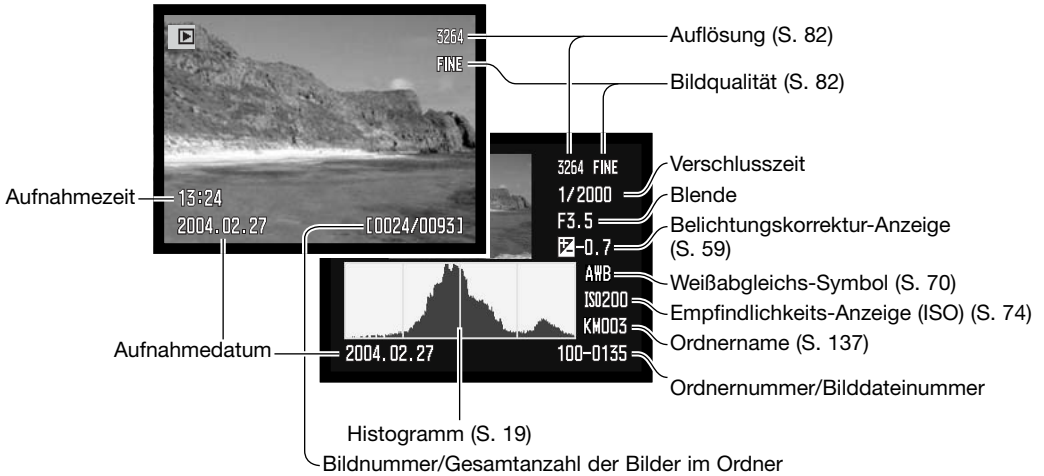 3264
FINE
13:24
2004.02.27
[0024/0093]
3264 FINE
1/2000
F3.5
-0.7
AWB
ISO200
KM003
2004.02.27
100-0135
Auflösung (S. 82)
Bildqualität (S. 82)
Verschlusszeit
Blende
Belichtungskorrektur-Anzeige
(S. 59)
Weißabgleichs-Symbol (S. 70)
Empfindlichkeits-Anzeige (ISO) (S. 74)
Ordnername (S. 137)
Ordnernummer/Bilddateinummer
Aufnahmezeit
Aufnahmedatum
Histogramm (S. 19)
Bildnummer/Gesamtanzahl der Bilder im Ordner